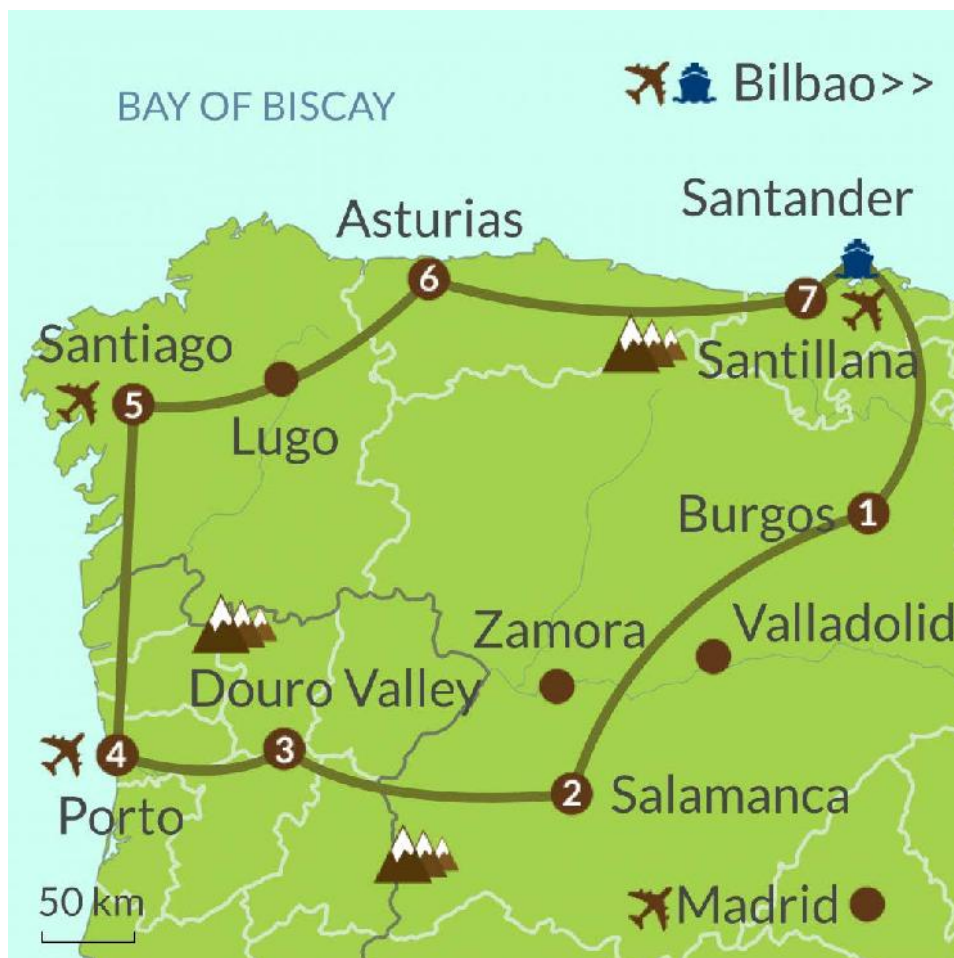 Bilbao>>
BAY OF BISCAY
Santander
Asturias
6
7
Santiago
Santillana
5
Lugo
Burgos 1
Zamora
Valladolid
Douro Valley
4
3
2 Salamanca
Porto
50 km
Madrid